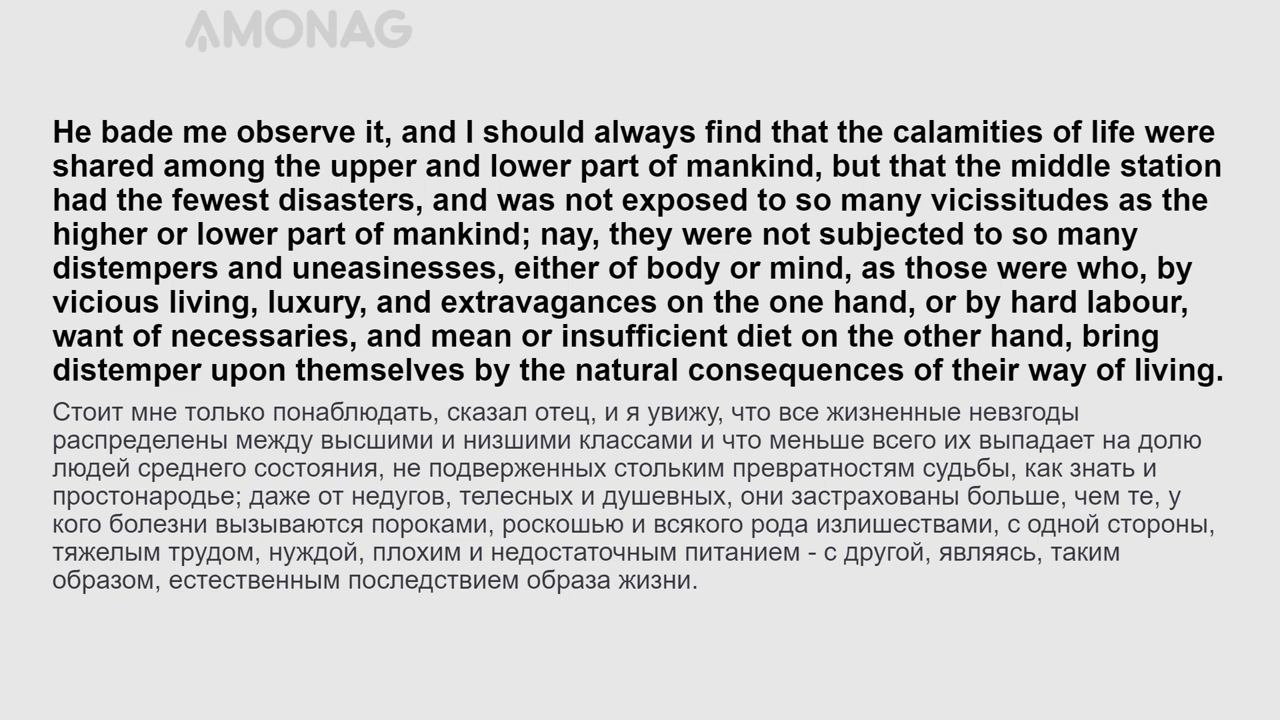 AMONAG
He bade me observe it, and I should always find that the calamities of life were
shared among the upper and lower part of mankind, but that the middle station
had the fewest disasters, and was not exposed to so many vicissitudes as the
higher or lower part of mankind; nay, they were not subjected to so many
distempers and uneasinesses, either of body or mind, as those were who, by
vicious living, luxury, and extravagances on the one hand, or by hard labour,
want of necessaries, and mean or insufficient diet on the other hand, bring
distemper upon themselves by the natural consequences of their way of living.
Стоит мне только понаблюдать, сказал отец, и я увижу, что все жизненные невзгоды
распределены между высшими и низшими классами и что меньше всего их выпадает на долю
людей среднего состояния, не подверженных стольким превратностям судьбы, как знать и
простонародье; даже от недугов, телесных и душевных, они застрахованы больше, чем те, у
кого болезни вызываются пороками, роскошью и всякого рода излишествами, с одной стороны,
тяжелым трудом, нуждой, плохим и недостаточным питанием - с другой, являясь, таким
образом, естественным последствием образа жизни.